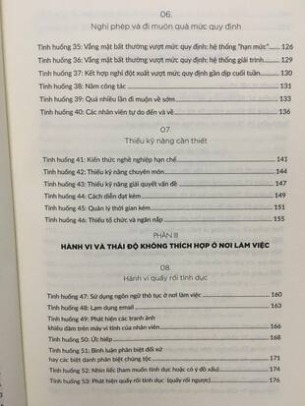 06.
Nghỉ phép và đi muộn quá mức quy định
Tình huống 35: Vắng mặt bất thường vượt mức quy định: hệ thống "hạn mức" 126
Tình huống 36: Vắng mặt bất thường vượt mức quy định: hệ thống giải trình 129
Tình huống 37: Kết hợp nghỉ đột xuất vượt mức quy định gần dịp cuối tuần 130
Tình huống 38: Năm công tác 131
Tình huống 39: Quá nhiều lần đi muộn về sớm 133
Tình huống 40: Các nhân viên tự do đến và về 136
07.
Thiếu kỹ năng cần thiết
Tình huống 41: Kiến thức nghề nghiệp hạn chế 141
Tình huống 42: Thiếu kỹ năng chuyên môn 144
Tình huống 43: Thiếu kỹ năng giải quyết vấn đề 147
Tình huống 44: Cách diễn đạt kém 149
Tình huống 45: Quản lý thời gian kém 151
Tình huống 46: Thiếu tổ chức và ngăn nắp 155
PHẦN III
HÀNH VI VÀ THÁI ĐỘ KHÔNG THÍCH HỢP Ở NƠI LÀM VIỆC
08.
Hành vi quấy rối tình dục
Tình huống 47: Sử dụng ngôn ngữ thô tục ở nơi làm việc 160
Tình huống 48: Lạm dụng email 163
Tình huống 49: Phát hiện các tranh ảnh
khiêu dâm trên máy vi tính của nhân viên 166
Tình huống 50: Ức hiếp 168
Tình huống 51: Bình luận phân biệt đối xử
hay các biệt danh phân biệt chủng tộc 171
Tình huống 52: Nhìn liếc (ham muốn tình dục hoặc có ý đồ xấu) 174
Tình huống 53: Phát hiện quấy rối tình dục (quấy rối ngược) 176